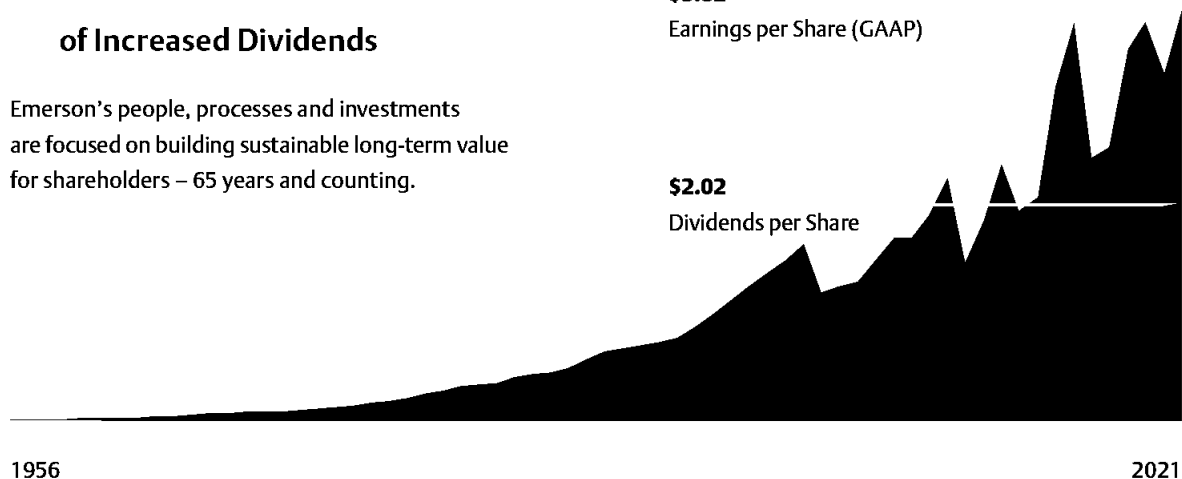 of Increased Dividends
Emerson's people, processes and investments
are focused on building sustainable long-term value
for shareholders – 65 years and counting.
Earnings per Share (GAAP)
$2.02
Dividends per Share
1956
2021